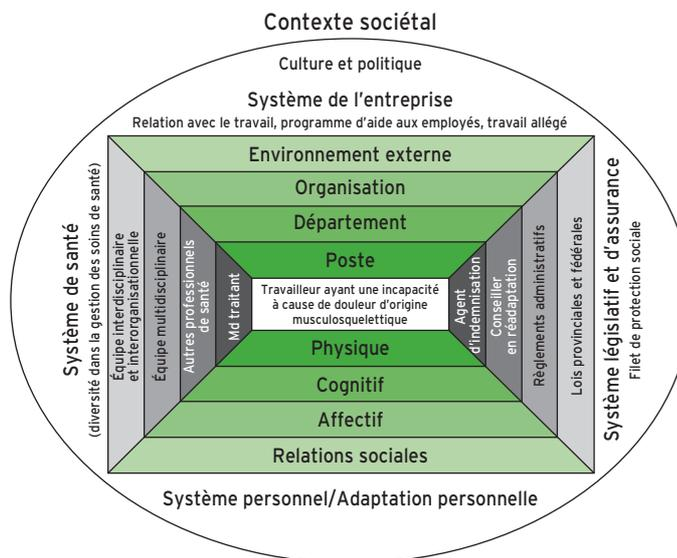 Contexte sociétal
Culture et politique
Système de l'entreprise
Relation avec le travail, programme d'aide aux employés, travail allégé
Environnement externe
Organisation
Département
Poste
Système de santé
(diversité dans la gestion des soins de santé)
Équipe interdisciplinaire
et interorganisationnelle
Équipe multidisciplinaire
Autres professionnels
de santé
Md traitant
Travailleur ayant une incapacité
à cause de douleur d'origine
musculosquelettique
Agent
d'indemnisation
Conseiller
en réadaptation
Règlements administratifs
Lois provinciales et fédérales
Système législatif et d'assurance
Filet de protection sociale
Physique
Cognitif
Affectif
Relations sociales
Système personnel/Adaptation personnelle